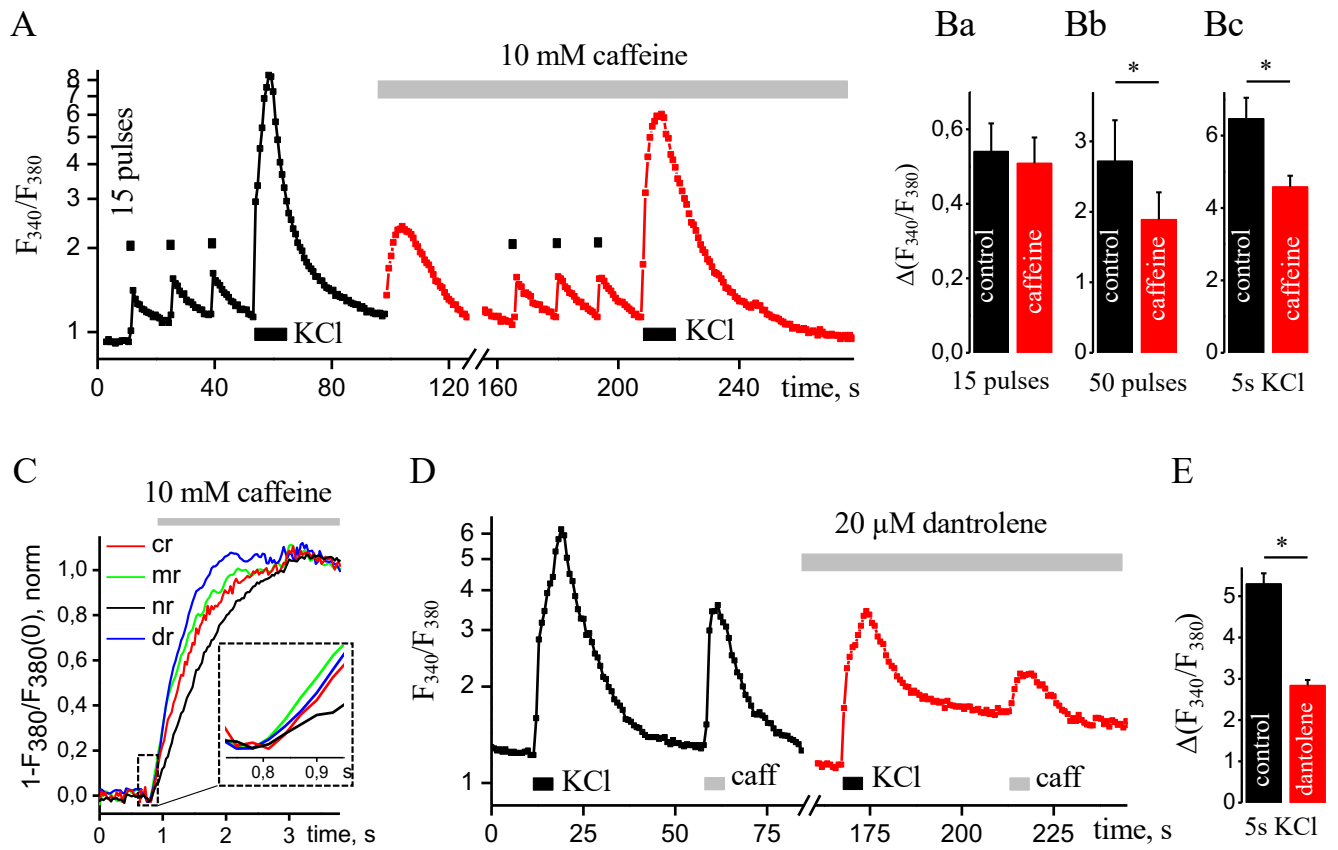 A
10 mM caffeine
15 pulses
F340/F380
8
7
6
5
4
3
2
1
KCl
KCl
0 40 80 120 160 200 240
time, s
Ba
Δ(F340/F380)
0,6
0,4
0,2
0,0
control
caffeine
15 pulses
Bb
*
3
2
1
0
control
caffeine
50 pulses
Bc
*
6
4
2
0
control
caffeine
5s KCl
C
10 mM caffeine
cr
mr
nr
dr
1-F380/F380(0), norm
1,0
0,8
0,6
0,4
0,2
0,0
0,8 0,9 s
0 1 2 3 time, s
D
20 µM dantrolene
F340/F380
6
5
4
3
2
1
KCl
caff
KCl
caff
0 25 50 75 175 200 225
time, s
E
*
Δ(F340/F380)
5
4
3
2
1
0
control
dantolene
5s KCl